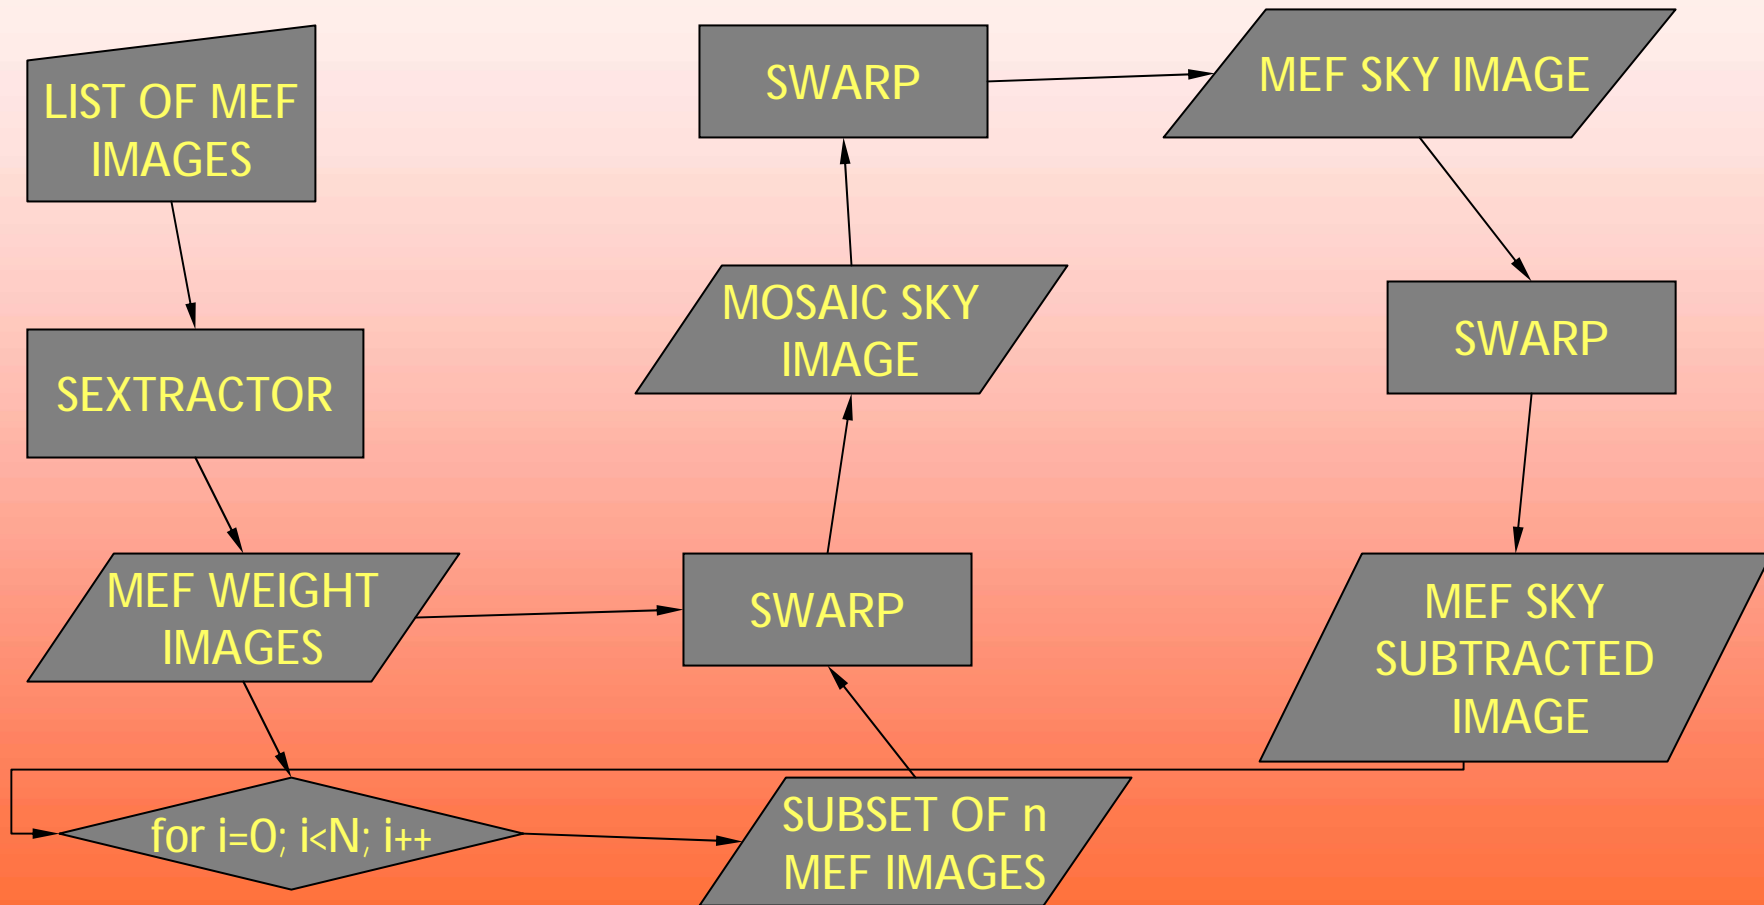 LIST OF MEF
IMAGES
SEXTRACTOR
MEF WEIGHT
IMAGES
for i=0; i<N; i++
SUBSET OF n
MEF IMAGES
SWARP
MOSAIC SKY
IMAGE
SWARP
MEF SKY IMAGE
SWARP
MEF SKY
SUBTRACTED
IMAGE